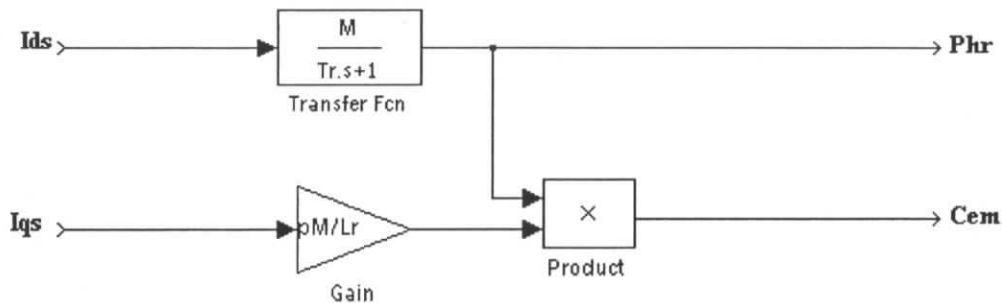 Ids
M
Tr.s+1
Transfer Fcn
Phr
Iqs
pM/Lr
Gain
×
Product
Cem